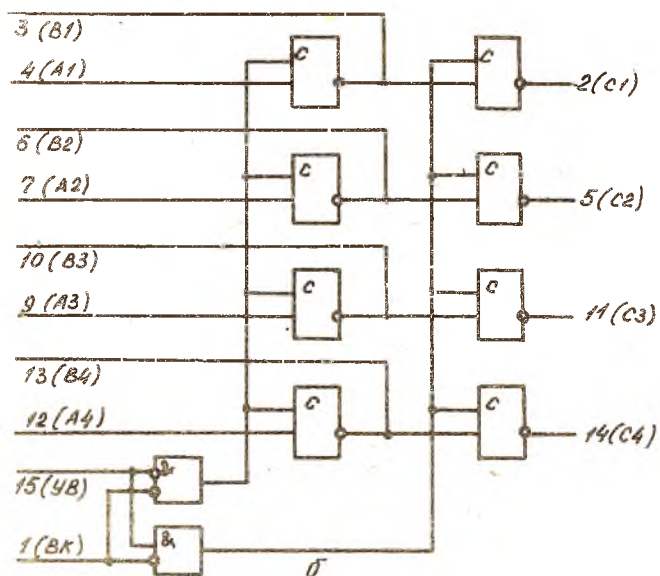 3 (B1)
C
C
4 (A1)
2 (C1)
6 (B2)
C
C
7 (A2)
5 (C2)
10 (B3)
C
C
9 (A3)
11 (C3)
13 (B4)
C
C
12 (A4)
14 (C4)
&
15 (УВ)
&
1 (ВК)
б